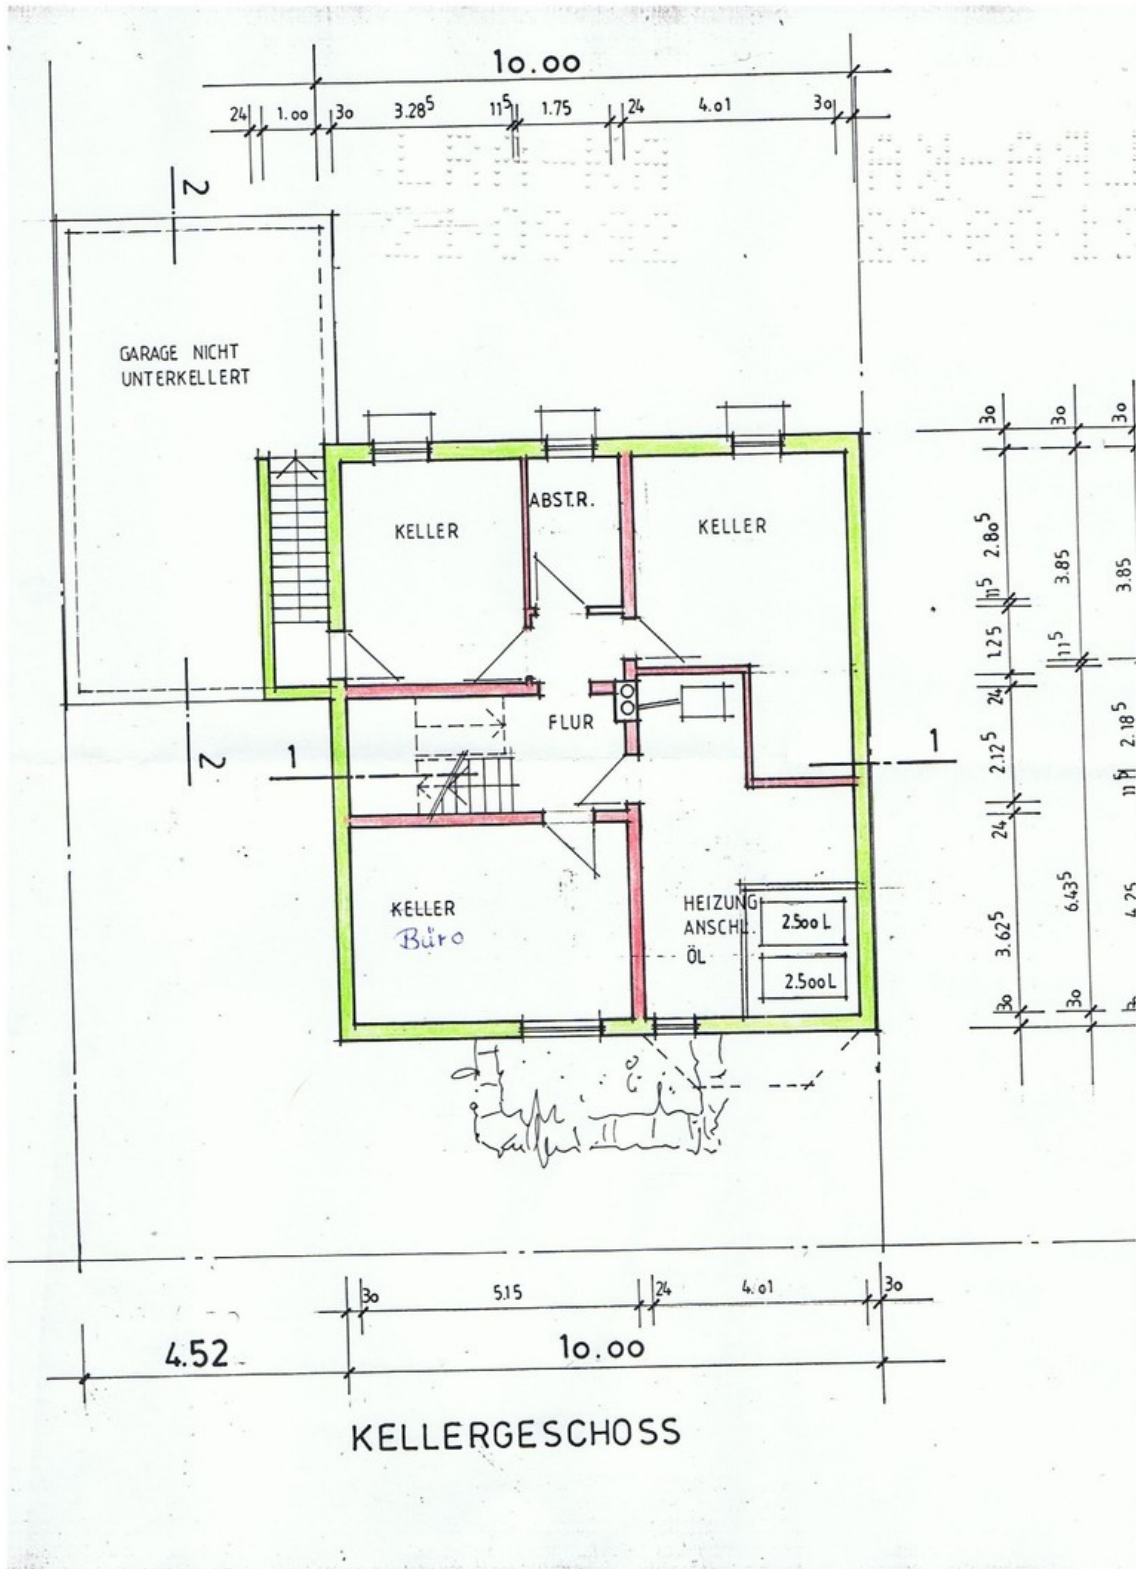 10.00
24 1.00 30 3.28⁵ 11⁵ 1.75 24 4.01 30
2
GARAGE NICHT
UNTERKELLERT
KELLER
ABST.R.
KELLER
FLUR
1
1
2
KELLER
Büro
HEIZUNG
ANSCHL.
ÖL
2.500 L
2.500 L
30 2.80⁵ 11⁵ 1.25 24 2.12⁵ 24 3.62⁵ 30
30 3.85 11⁵ 6.43⁵ 30
30 3.85 2.18⁵ 11⁵ 4.25
30 5.15 24 4.01 30
4.52 10.00
KELLERGESCHOSS